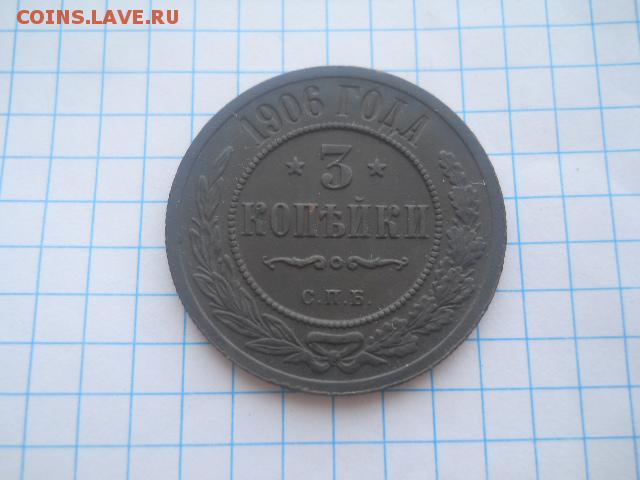 COINS.LAVE.RU
1906 ГОДА
3
КОПѢЙКИ
С.П.Б.